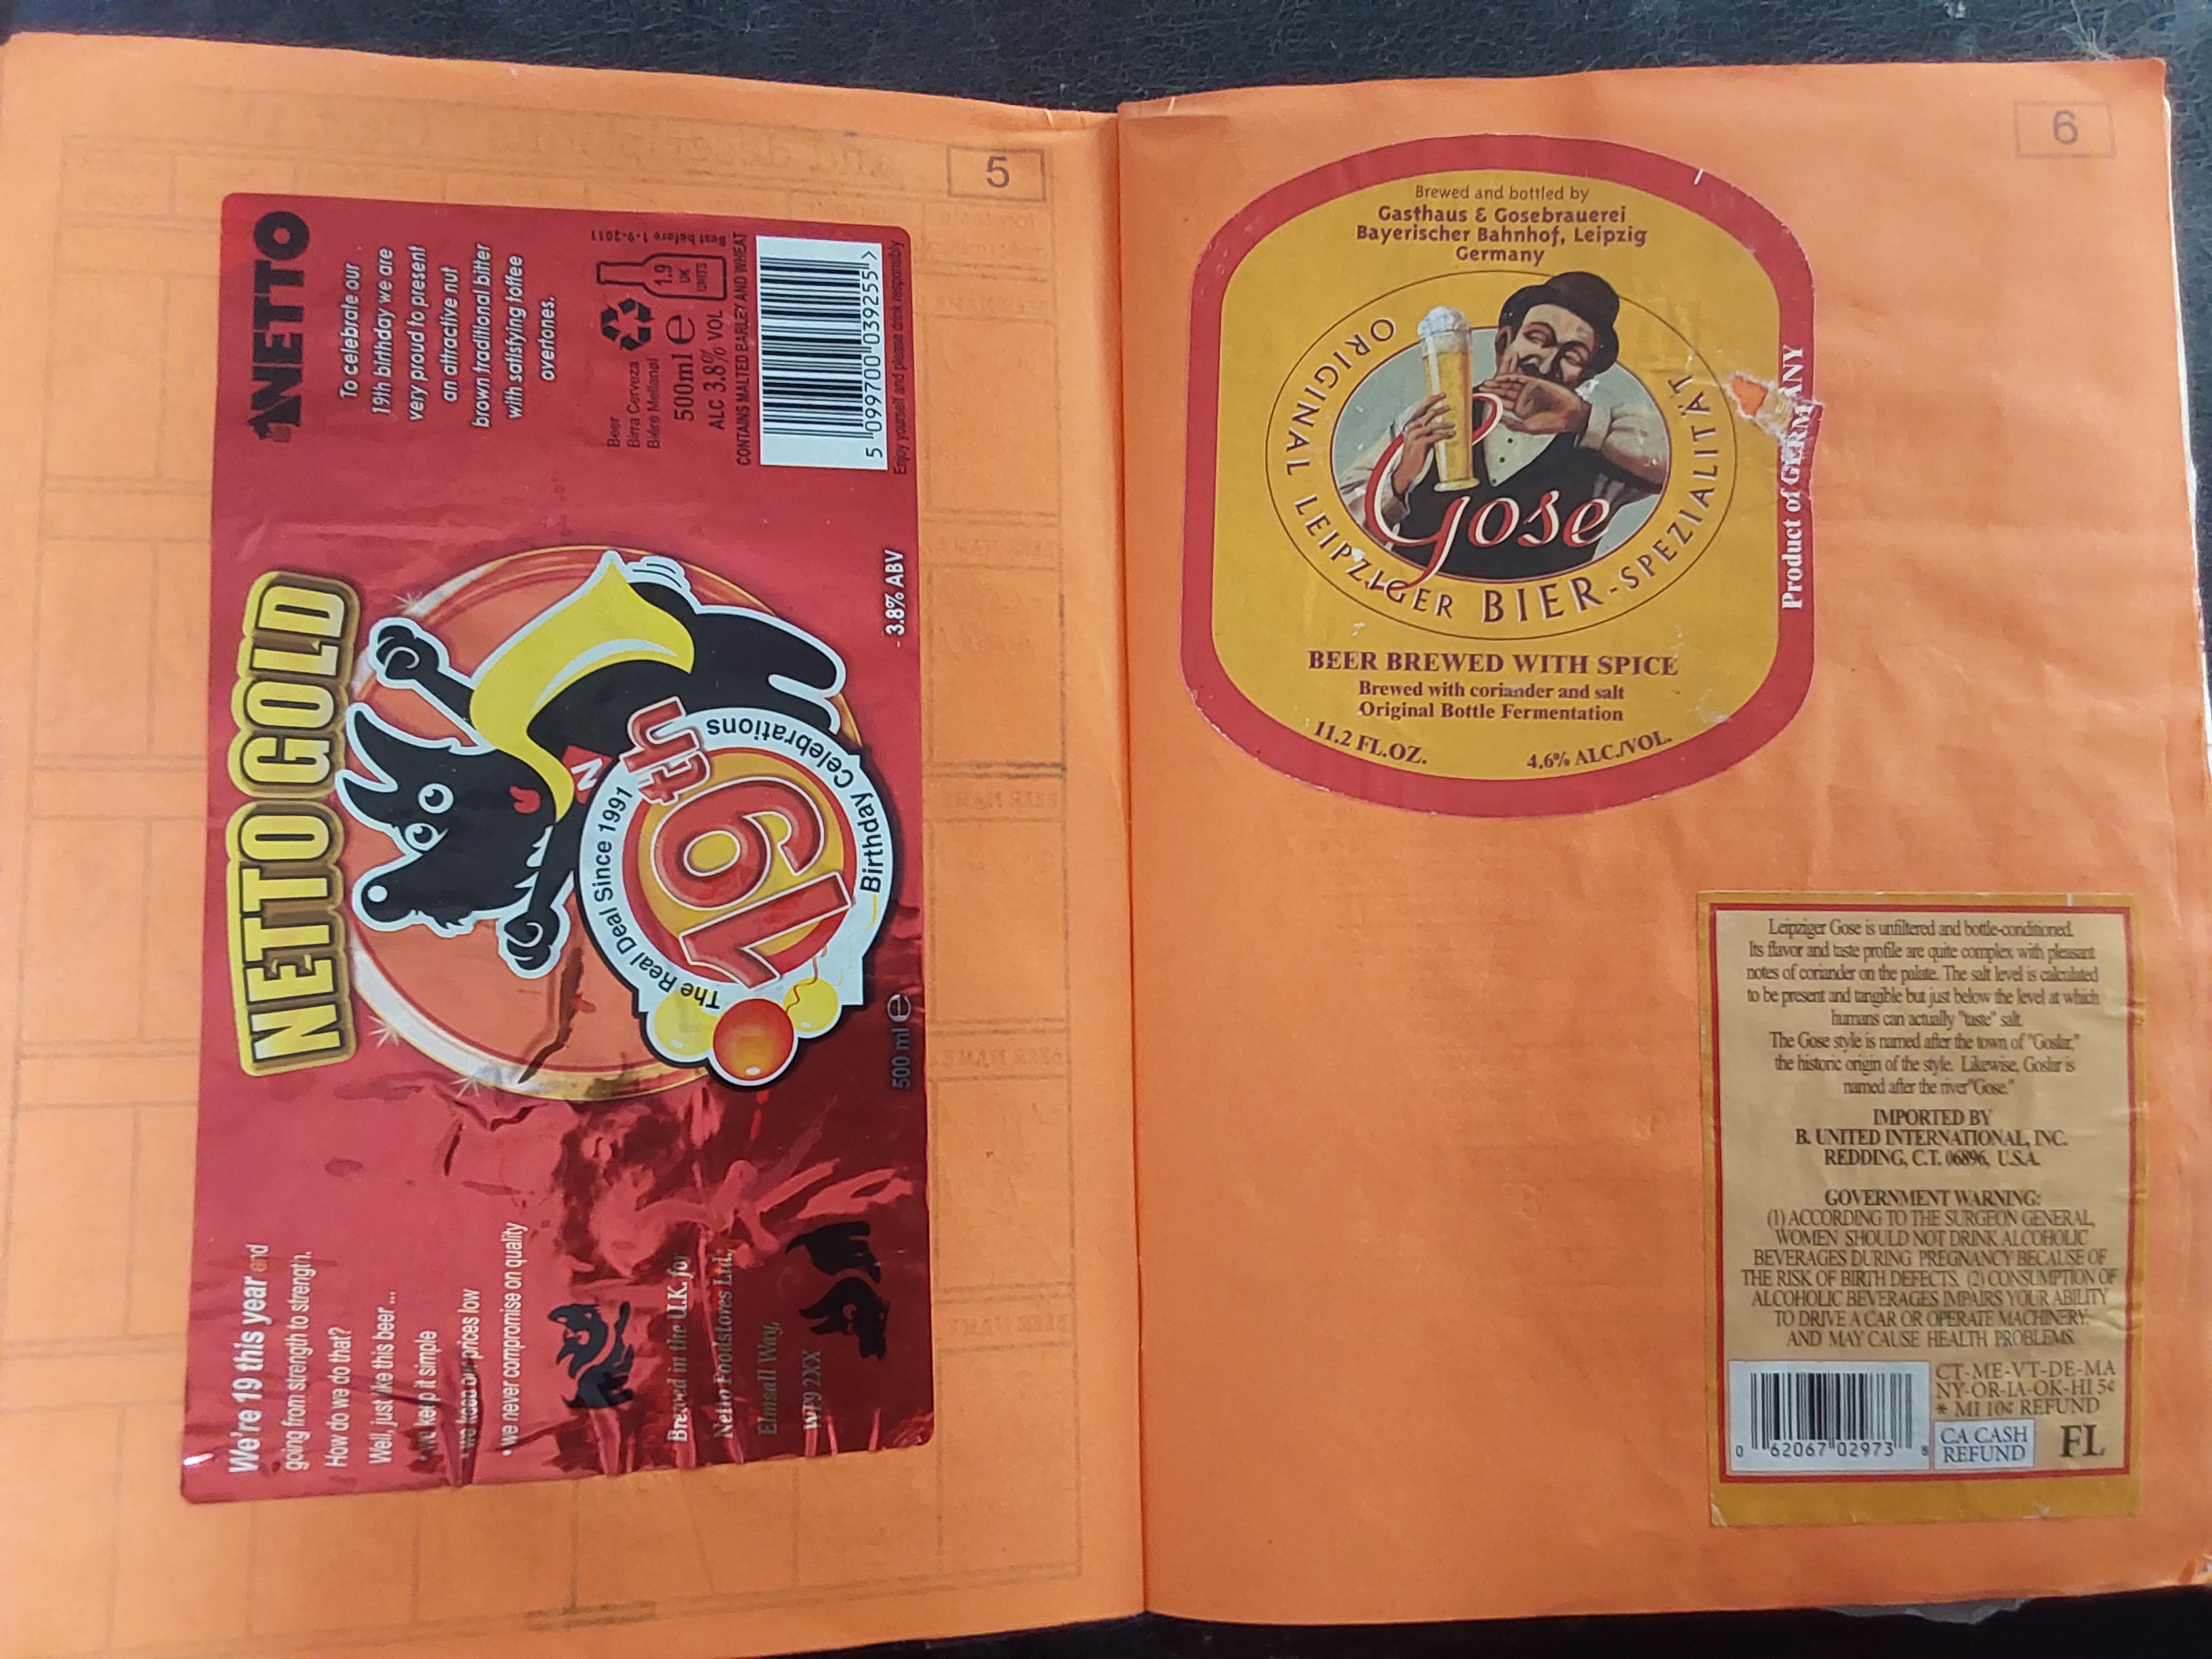 5
NETTO
To celebrate our
19th birthday we are
very proud to present
an attractive nut
brown traditional bitter
with satisfying toffee
overtones.
Best before 1-9-2011
Beer
Birra Cerveza
Bière Mellanøl
1.9
UK
UNITS
500ml e
ALC 3.8% VOL
CONTAINS MALTED BARLEY AND WHEAT
5 099700 039255 >
Enjoy yourself and please drink responsibly
NETTO GOLD
N
The Real Deal Since 1991
19th
Birthday Celebrations
500 ml e
- 3.8% ABV
We're 19 this year and
going from strength to strength.
How do we do that?
Well, just like this beer ...
• we keep it simple
• we keep our prices low
• we never compromise on quality
Brewed in the U.K. for
Netto Foodstores Ltd.,
Elmsall Way,
WF9 2XX
6
Brewed and bottled by
Gasthaus & Gosebrauerei
Bayerischer Bahnhof, Leipzig
Germany
ORIGINAL LEIPZIGER BIER-SPEZIALITÄT
Gose
BEER BREWED WITH SPICE
Brewed with coriander and salt
Original Bottle Fermentation
11.2 FL.OZ.
4.6% ALC./VOL.
Product of GERMANY
Leipziger Gose is unfiltered and bottle-conditioned.
Its flavor and taste profile are quite complex with pleasant
notes of coriander on the palate. The salt level is calculated
to be present and tangible but just below the level at which
humans can actually "taste" salt.
The Gose style is named after the town of "Goslar,"
the historic origin of the style. Likewise, Goslar is
named after the river "Gose."
IMPORTED BY
B. UNITED INTERNATIONAL, INC.
REDDING, C.T. 06896, U.S.A.
GOVERNMENT WARNING:
(1) ACCORDING TO THE SURGEON GENERAL,
WOMEN SHOULD NOT DRINK ALCOHOLIC
BEVERAGES DURING PREGNANCY BECAUSE OF
THE RISK OF BIRTH DEFECTS. (2) CONSUMPTION OF
ALCOHOLIC BEVERAGES IMPAIRS YOUR ABILITY
TO DRIVE A CAR OR OPERATE MACHINERY,
AND MAY CAUSE HEALTH PROBLEMS.
CT-ME-VT-DE-MA
NY-OR-IA-OK-HI 5¢
* MI 10¢ REFUND
CA CASH
REFUND
FL
0 62067 02973 8